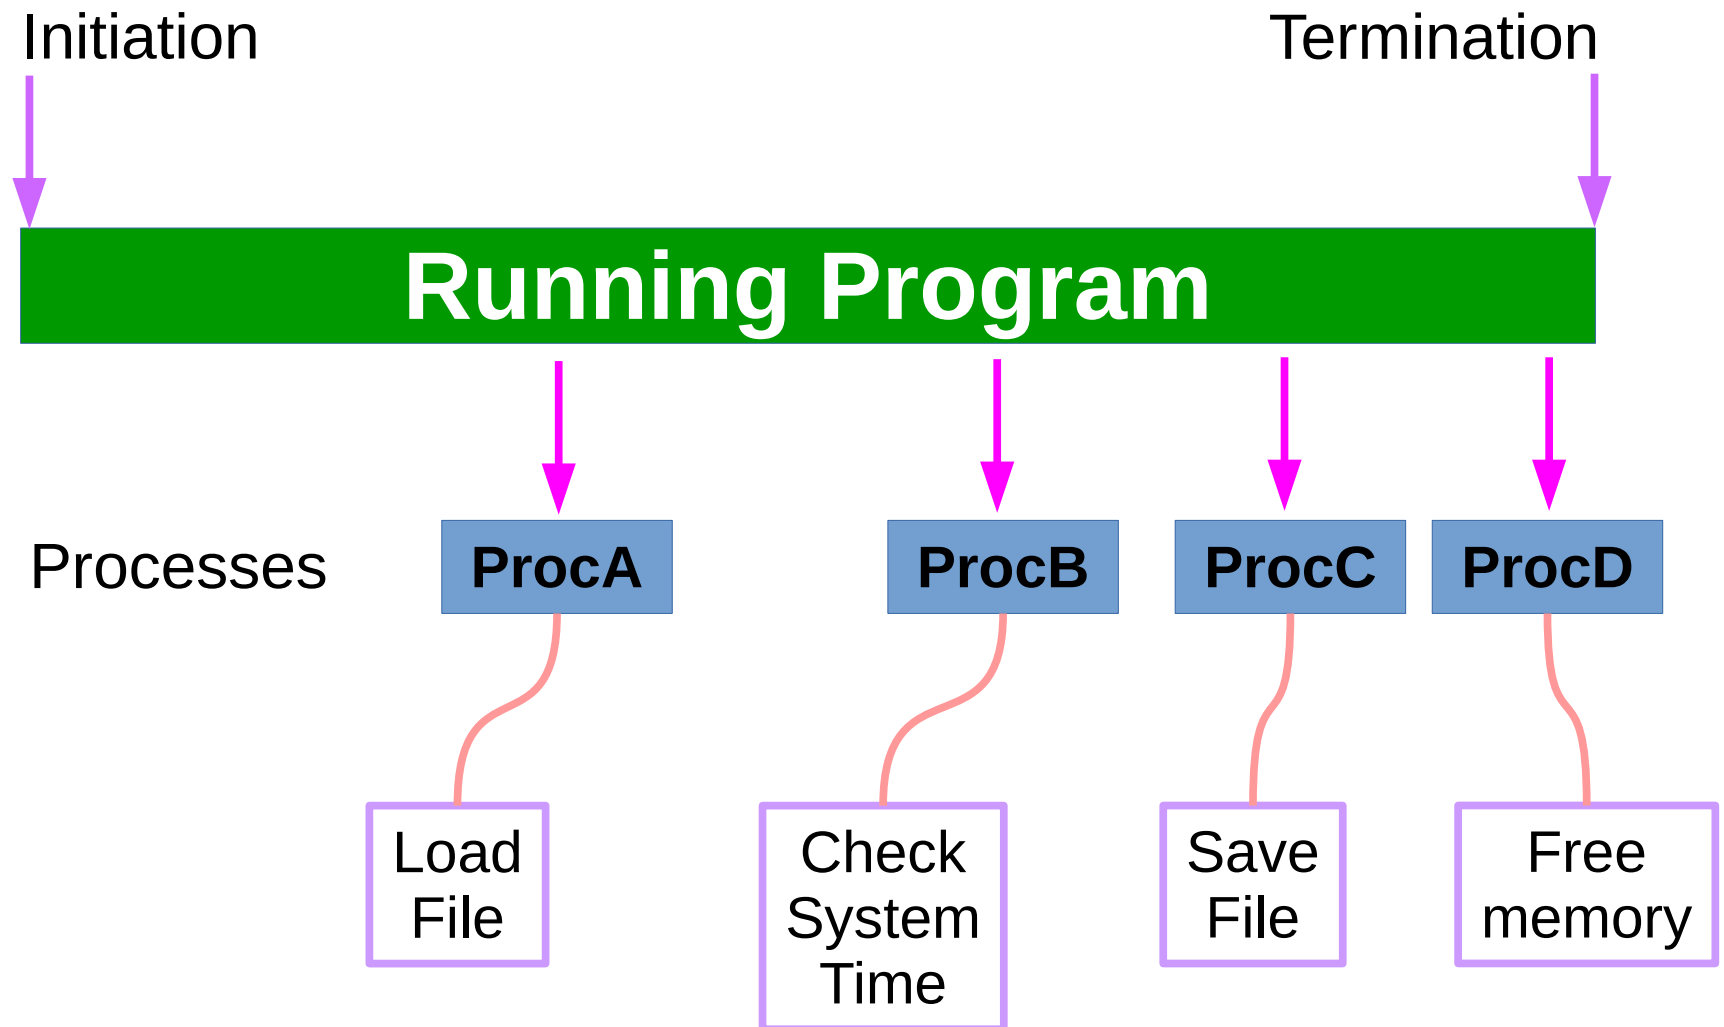 Initiation
Termination
Running Program
Processes
ProcA
ProcB
ProcC
ProcD
Load
File
Check
System
Time
Save
File
Free
memory